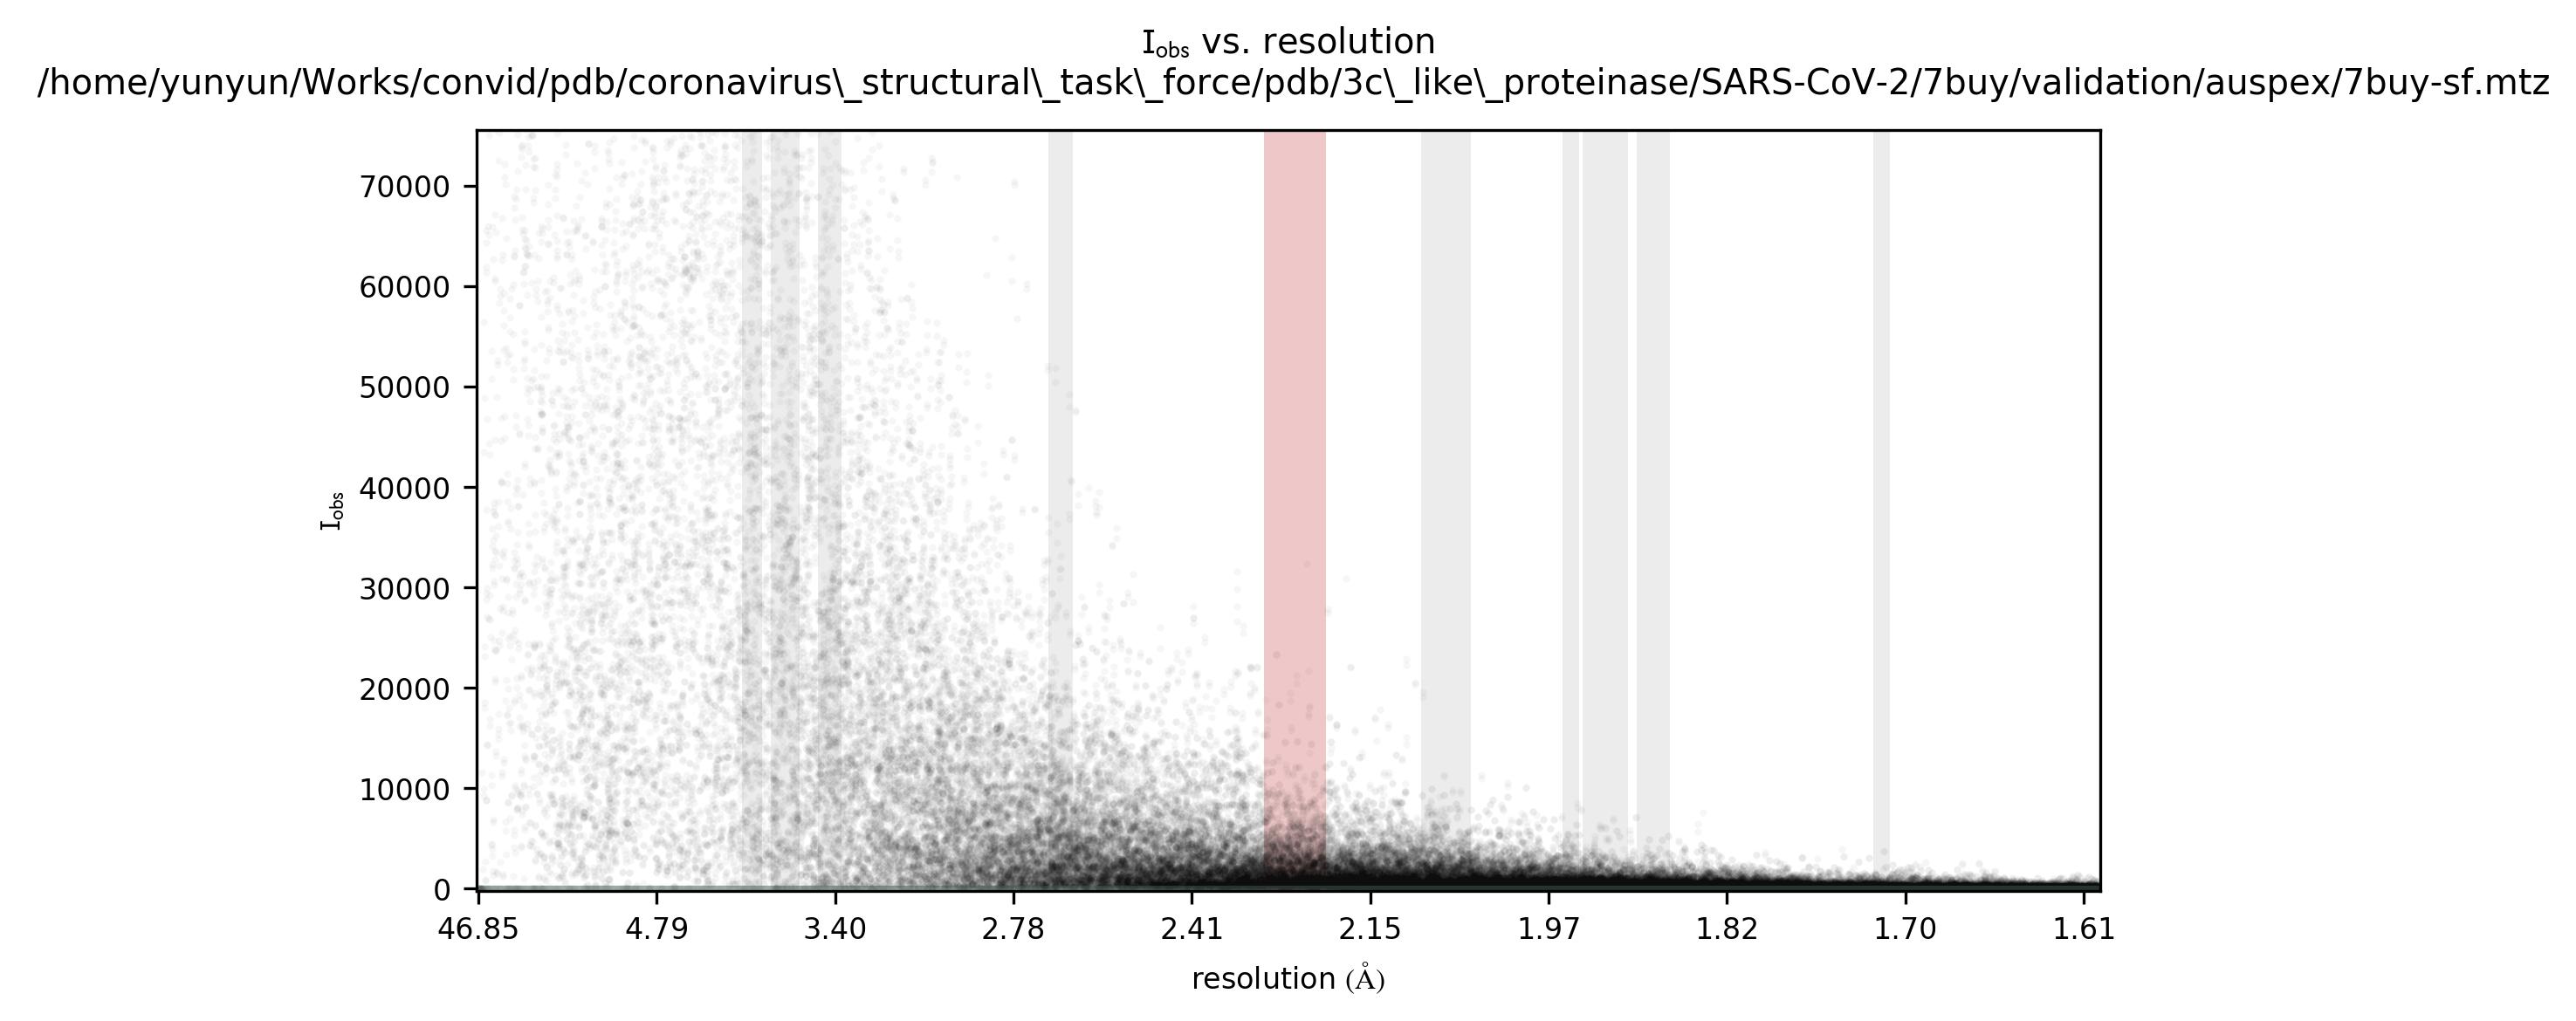 I_obs vs. resolution
/home/yunyun/Works/convid/pdb/coronavirus\_structural\_task\_force/pdb/3c\_like\_proteinase/SARS-CoV-2/7buy/validation/auspex/7buy-sf.mtz
70000
60000
50000
40000
30000
20000
10000
0
I_obs
46.85 4.79 3.40 2.78 2.41 2.15 1.97 1.82 1.70 1.61
resolution (Å)